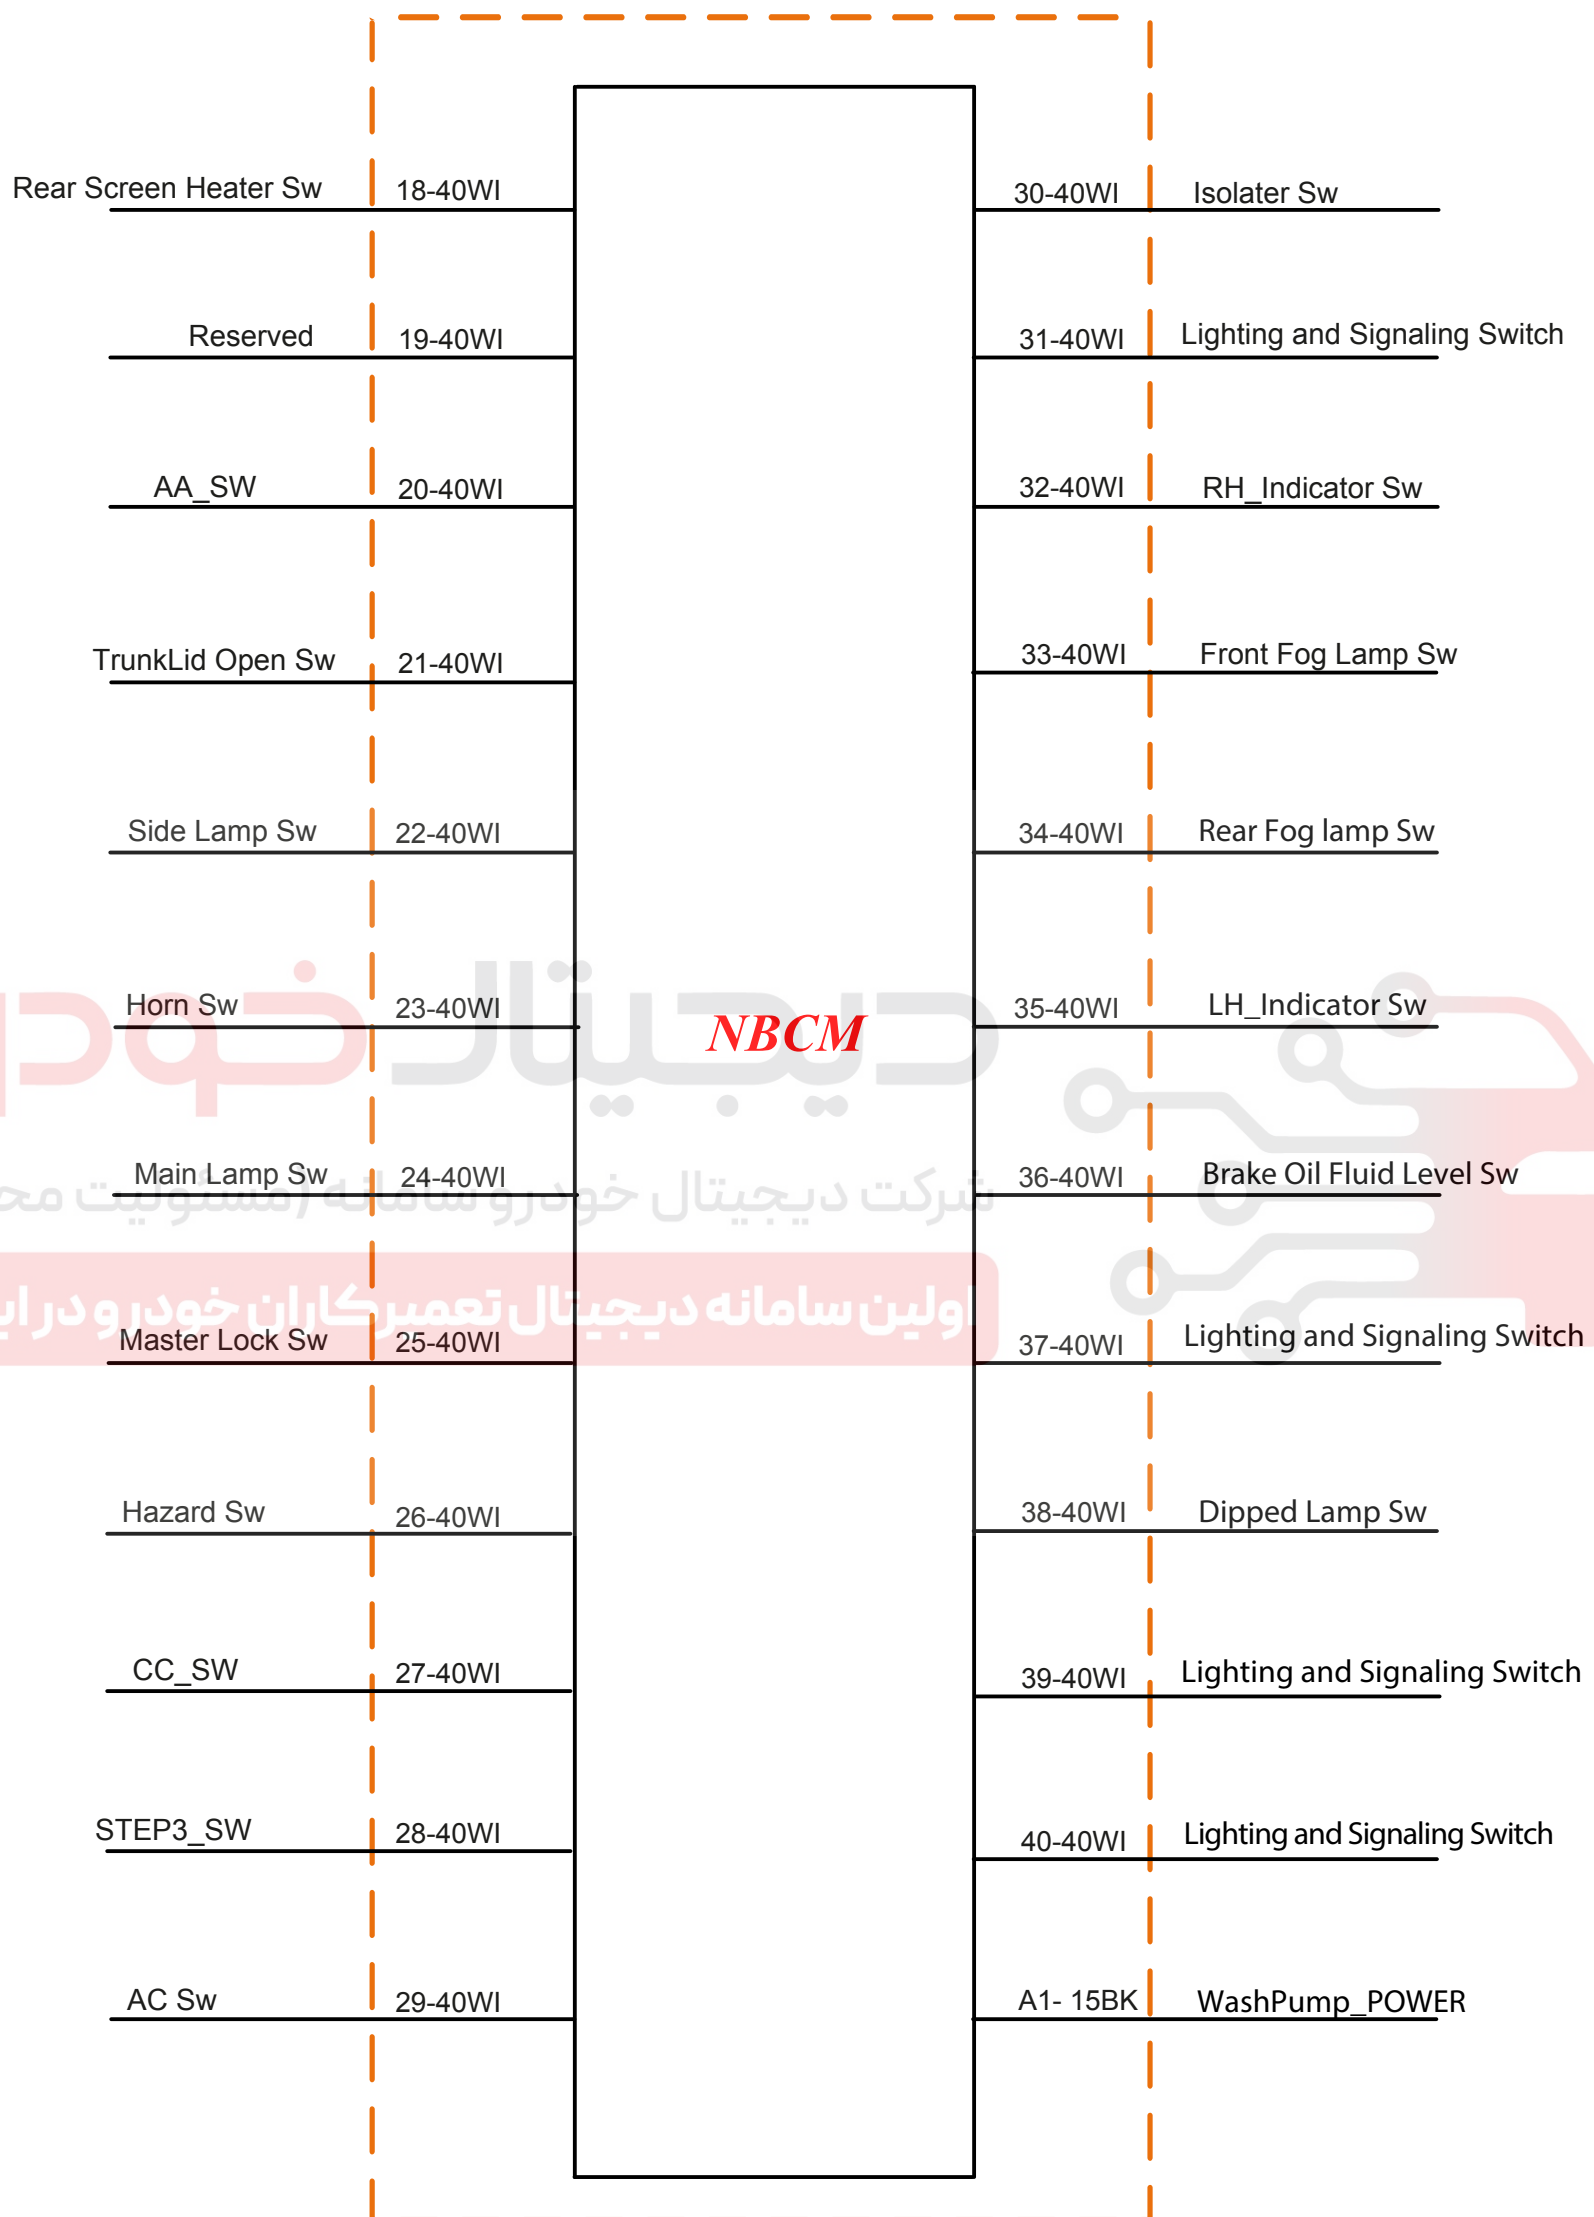 Rear Screen Heater Sw 18-40WI 30-40WI Isolater Sw
Reserved 19-40WI 31-40WI Lighting and Signaling Switch
AA_SW 20-40WI 32-40WI RH_Indicator Sw
TrunkLid Open Sw 21-40WI 33-40WI Front Fog Lamp Sw
Side Lamp Sw 22-40WI 34-40WI Rear Fog lamp Sw
دیجیتال خودر
Horn Sw 23-40WI NBCM 35-40WI LH_Indicator Sw
Main Lamp Sw 24-40WI 36-40WI Brake Oil Fluid Level Sw
شرکت دیجیتال خودرو سامانه (مسئولیت
اولین سامانه دیجیتال تعمیرکاران خودرو در
Master Lock Sw 25-40WI 37-40WI Lighting and Signaling Switch
Hazard Sw 26-40WI 38-40WI Dipped Lamp Sw
CC_SW 27-40WI 39-40WI Lighting and Signaling Switch
STEP3_SW 28-40WI 40-40WI Lighting and Signaling Switch
AC Sw 29-40WI A1- 15BK WashPump_POWER